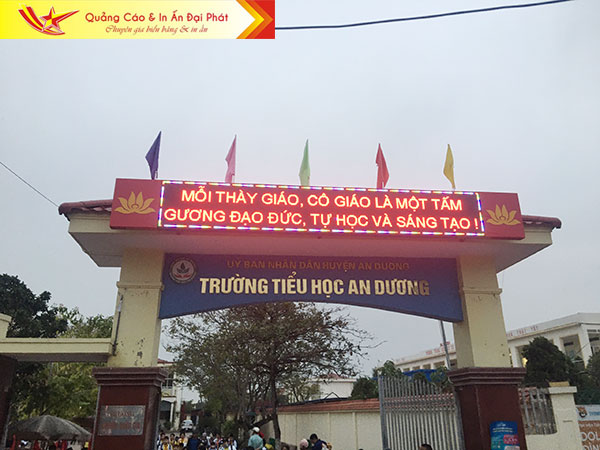 Quảng Cáo & In Ấn Đại Phát
Chuyên gia biển bảng & in ấn
MỖI THẦY GIÁO, CÔ GIÁO LÀ MỘT TẤM
GƯƠNG ĐẠO ĐỨC, TỰ HỌC VÀ SÁNG TẠO !
ỦY BAN NHÂN DÂN HUYỆN AN DƯƠNG
TRƯỜNG TIỂU HỌC AN DƯƠNG